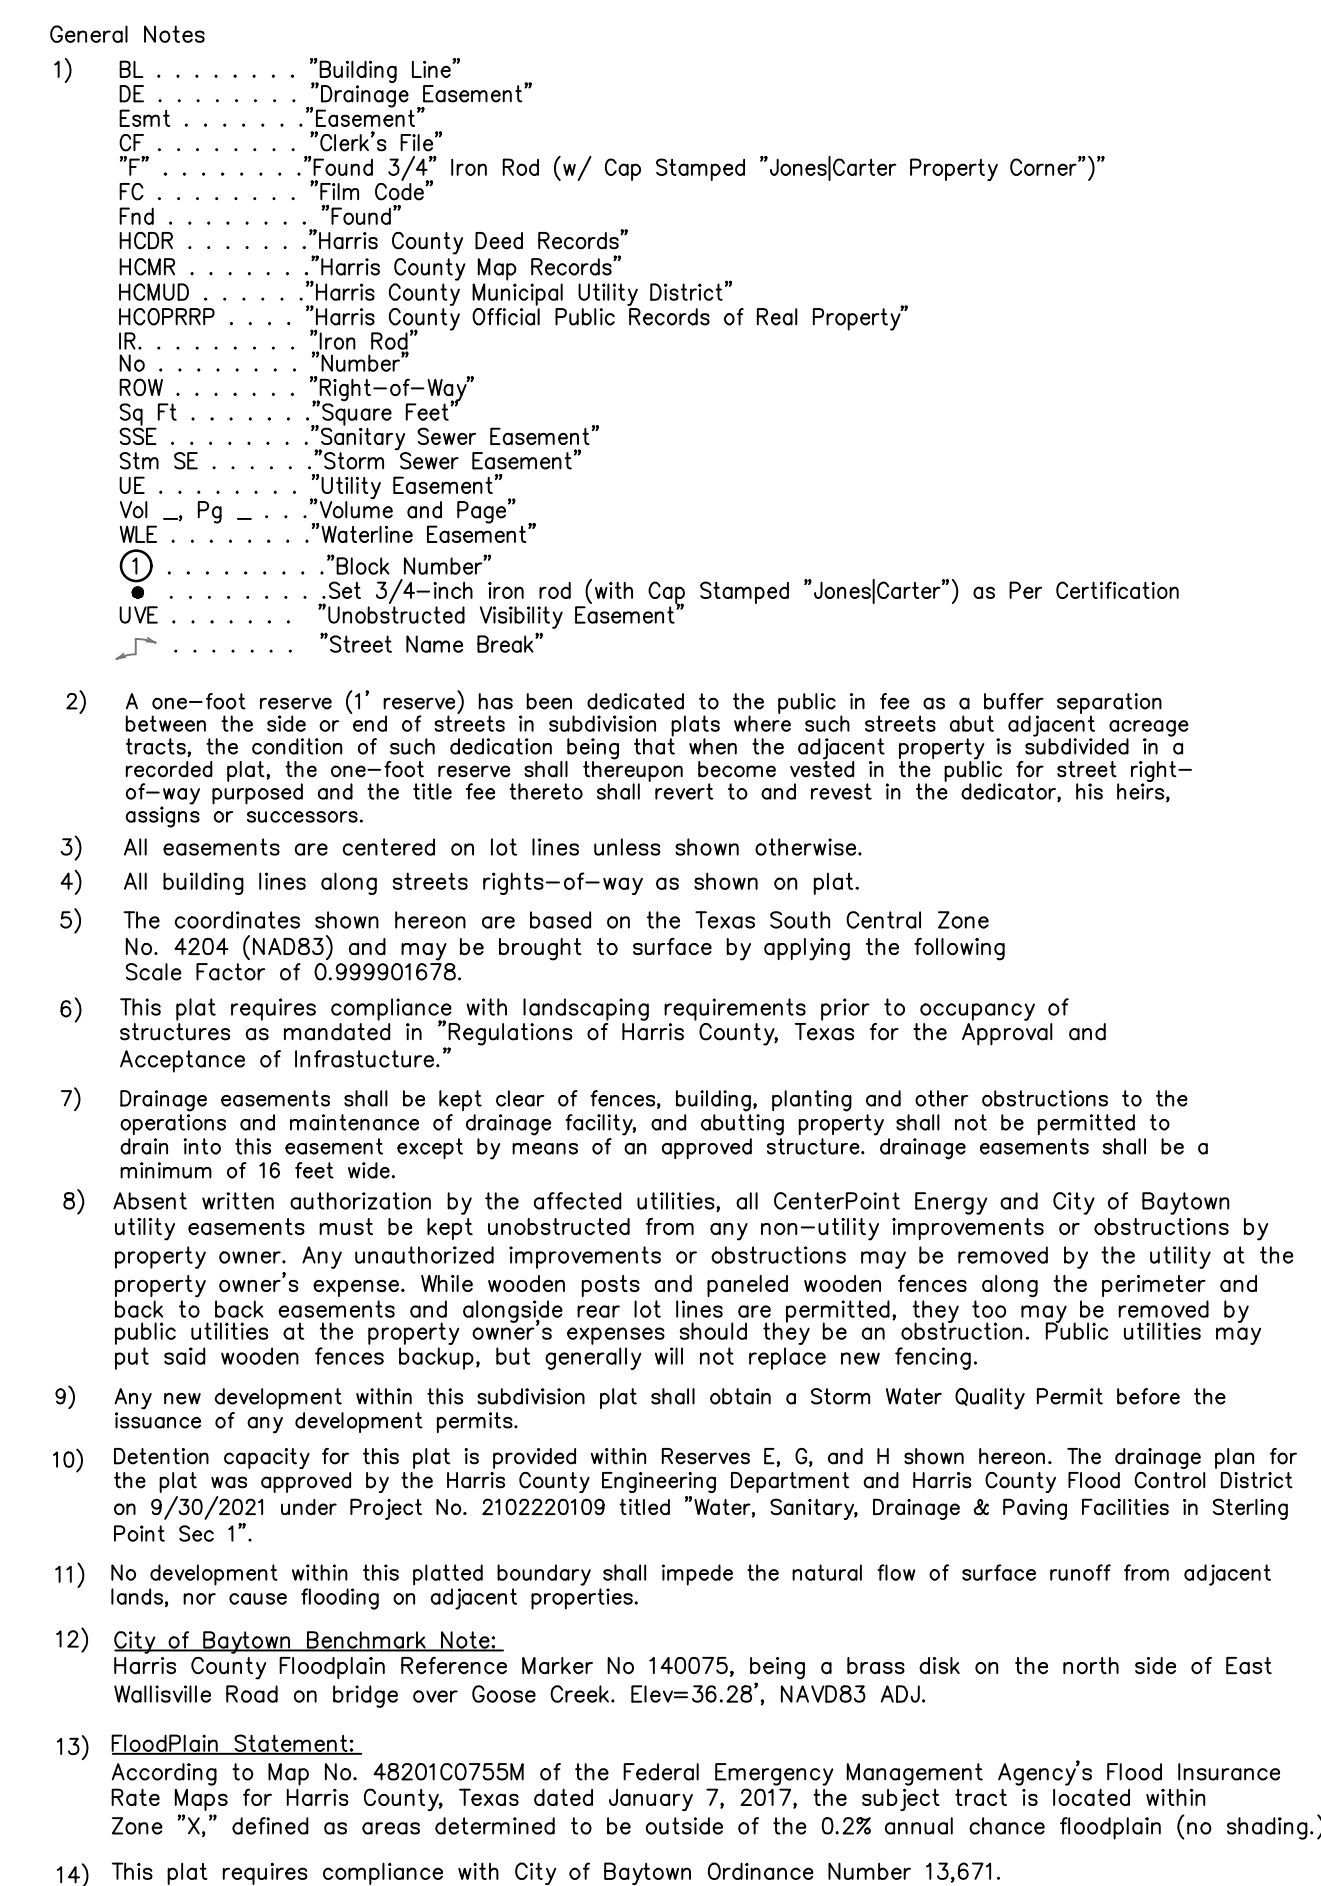 General Notes
1) BL . . . . . . . . "Building Line"
DE . . . . . . . . "Drainage Easement"
Esmt . . . . . . ."Easement"
CF . . . . . . . . "Clerk's File"
"F" . . . . . . . ."Found 3/4" Iron Rod (w/ Cap Stamped "Jones|Carter Property Corner")"
FC . . . . . . . . "Film Code"
Fnd . . . . . . . . "Found"
HCDR . . . . . . ."Harris County Deed Records"
HCMR . . . . . . ."Harris County Map Records"
HCMUD . . . . . ."Harris County Municipal Utility District"
HCOPRRP . . . . "Harris County Official Public Records of Real Property"
IR. . . . . . . . . "Iron Rod"
No . . . . . . . . "Number"
ROW . . . . . . . "Right-of-Way"
Sq Ft . . . . . . ."Square Feet"
SSE . . . . . . . ."Sanitary Sewer Easement"
Stm SE . . . . . ."Storm Sewer Easement"
UE . . . . . . . . "Utility Easement"
Vol _, Pg _ . . ."Volume and Page"
WLE . . . . . . . ."Waterline Easement"
1 . . . . . . . . ."Block Number"
● . . . . . . . . .Set 3/4-inch iron rod (with Cap Stamped "Jones|Carter") as Per Certification
UVE . . . . . . . "Unobstructed Visibility Easement"
. . . . . . . "Street Name Break"
2) A one-foot reserve (1' reserve) has been dedicated to the public in fee as a buffer separation
between the side or end of streets in subdivision plats where such streets abut adjacent acreage
tracts, the condition of such dedication being that when the adjacent property is subdivided in a
recorded plat, the one-foot reserve shall thereupon become vested in the public for street right-
of-way purposed and the title fee thereto shall revert to and revest in the dedicator, his heirs,
assigns or successors.
3) All easements are centered on lot lines unless shown otherwise.
4) All building lines along streets rights-of-way as shown on plat.
5) The coordinates shown hereon are based on the Texas South Central Zone
No. 4204 (NAD83) and may be brought to surface by applying the following
Scale Factor of 0.999901678.
6) This plat requires compliance with landscaping requirements prior to occupancy of
structures as mandated in "Regulations of Harris County, Texas for the Approval and
Acceptance of Infrastucture."
7) Drainage easements shall be kept clear of fences, building, planting and other obstructions to the
operations and maintenance of drainage facility, and abutting property shall not be permitted to
drain into this easement except by means of an approved structure. drainage easements shall be a
minimum of 16 feet wide.
8) Absent written authorization by the affected utilities, all CenterPoint Energy and City of Baytown
utility easements must be kept unobstructed from any non-utility improvements or obstructions by
property owner. Any unauthorized improvements or obstructions may be removed by the utility at the
property owner's expense. While wooden posts and paneled wooden fences along the perimeter and
back to back easements and alongside rear lot lines are permitted, they too may be removed by
public utilities at the property owner's expenses should they be an obstruction. Public utilities may
put said wooden fences backup, but generally will not replace new fencing.
9) Any new development within this subdivision plat shall obtain a Storm Water Quality Permit before the
issuance of any development permits.
10) Detention capacity for this plat is provided within Reserves E, G, and H shown hereon. The drainage plan for
the plat was approved by the Harris County Engineering Department and Harris County Flood Control District
on 9/30/2021 under Project No. 2102220109 titled "Water, Sanitary, Drainage & Paving Facilities in Sterling
Point Sec 1".
11) No development within this platted boundary shall impede the natural flow of surface runoff from adjacent
lands, nor cause flooding on adjacent properties.
12) City of Baytown Benchmark Note:
Harris County Floodplain Reference Marker No 140075, being a brass disk on the north side of East
Wallisville Road on bridge over Goose Creek. Elev=36.28', NAVD83 ADJ.
13) FloodPlain Statement:
According to Map No. 48201C0755M of the Federal Emergency Management Agency's Flood Insurance
Rate Maps for Harris County, Texas dated January 7, 2017, the subject tract is located within
Zone "X," defined as areas determined to be outside of the 0.2% annual chance floodplain (no shading.)
14) This plat requires compliance with City of Baytown Ordinance Number 13,671.